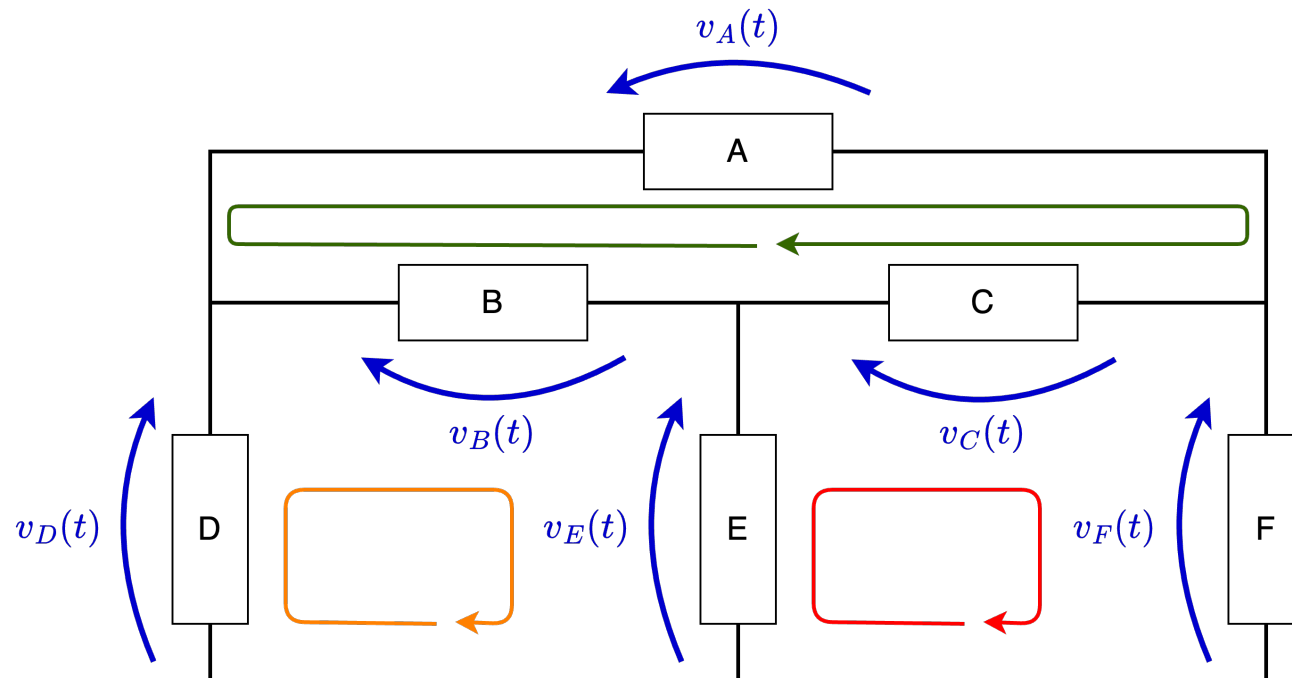 v_A(t)
A
B
C
v_B(t)
v_C(t)
v_D(t)
D
v_E(t)
E
v_F(t)
F